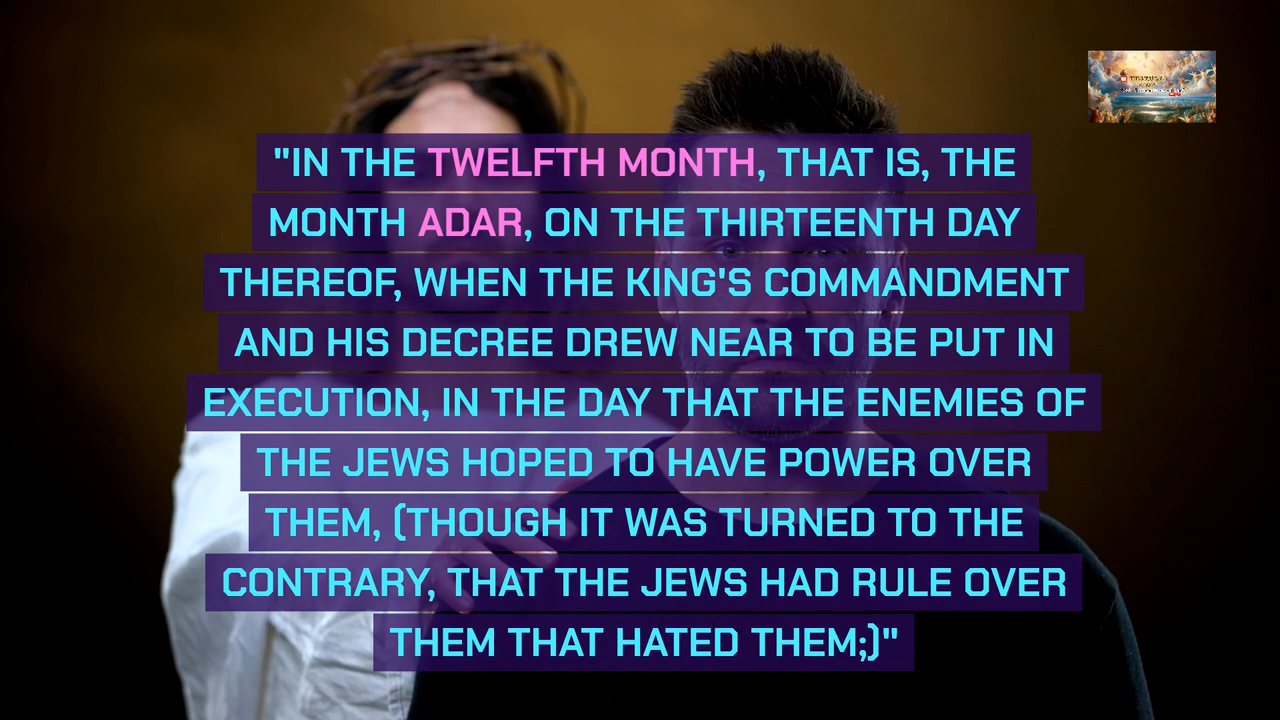 "IN THE TWELFTH MONTH, THAT IS, THE
MONTH ADAR, ON THE THIRTEENTH DAY
THEREOF, WHEN THE KING'S COMMANDMENT
AND HIS DECREE DREW NEAR TO BE PUT IN
EXECUTION, IN THE DAY THAT THE ENEMIES OF
THE JEWS HOPED TO HAVE POWER OVER
THEM, (THOUGH IT WAS TURNED TO THE
CONTRARY, THAT THE JEWS HAD RULE OVER
THEM THAT HATED THEM;)"